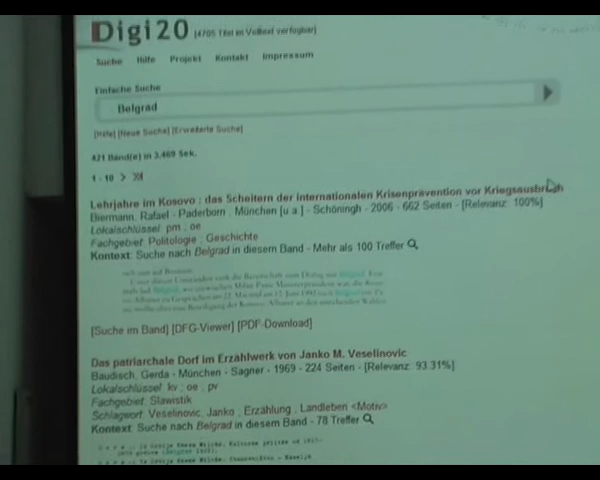 Digi20 [4705 Titel im Volltext verfügbar]
Suche Hilfe Projekt Kontakt Impressum
Einfache Suche
Belgrad
[Hilfe] [Neue Suche] [Erweiterte Suche]
421 Band(e) in 3.469 Sek.
1 - 10
Lehrjahre im Kosovo : das Scheitern der internationalen Krisenprävention vor Kriegsausbruch
Biermann, Rafael - Paderborn , München [u.a.] - Schöningh - 2006 - 662 Seiten - [Relevanz: 100%]
Lokalschlüssel: pm ; oe
Fachgebiet: Politologie ; Geschichte
Kontext: Suche nach Belgrad in diesem Band - Mehr als 100 Treffer
[Suche im Band] [DFG-Viewer] [PDF-Download]
Das patriarchale Dorf im Erzählwerk von Janko M. Veselinovic
Baudisch, Gerda - München - Sagner - 1969 - 224 Seiten - [Relevanz: 93.31%]
Lokalschlüssel: kv ; oe ; pv
Fachgebiet: Slawistik
Schlagwort: Veselinovic, Janko ; Erzählung ; Landleben <Motiv>
Kontext: Suche nach Belgrad in diesem Band - 78 Treffer